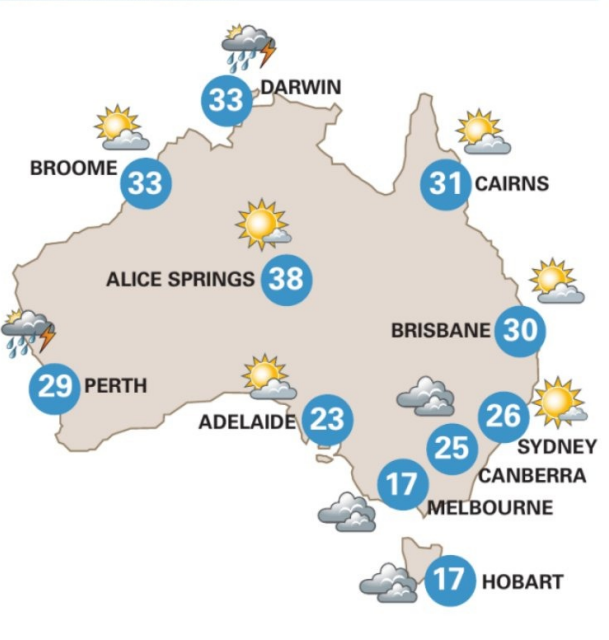 DARWIN
33
BROOME
33
31 CAIRNS
ALICE SPRINGS 38
BRISBANE 30
29 PERTH
ADELAIDE 23
26
SYDNEY
25
CANBERRA
17
MELBOURNE
17 HOBART